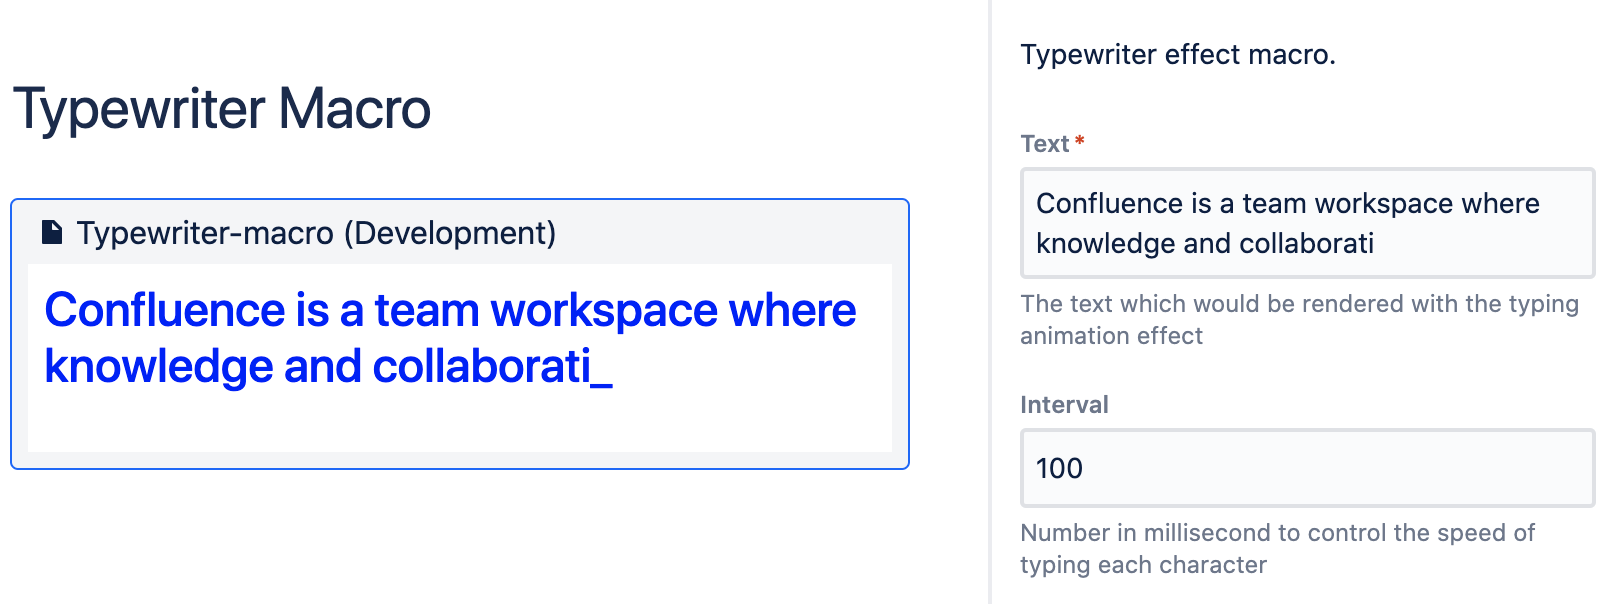 Typewriter Macro
Typewriter-macro (Development)
Confluence is a team workspace where
knowledge and collaborati_
Typewriter effect macro.
Text *
Confluence is a team workspace where
knowledge and collaborati
The text which would be rendered with the typing
animation effect
Interval
100
Number in millisecond to control the speed of
typing each character